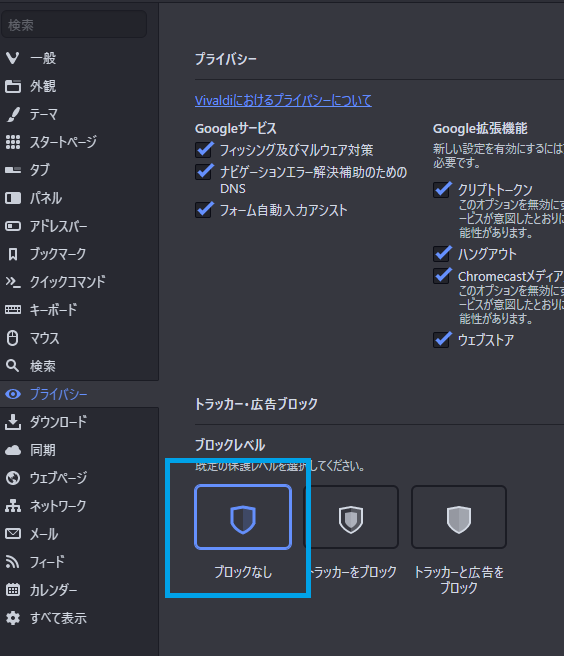 検索
一般
外観
テーマ
スタートページ
タブ
パネル
アドレスバー
ブックマーク
クイックコマンド
キーボード
マウス
検索
プライバシー
ダウンロード
同期
ウェブページ
ネットワーク
メール
フィード
カレンダー
すべて表示
プライバシー
Vivaldiにおけるプライバシーについて
Googleサービス
フィッシング及びマルウェア対策
ナビゲーションエラー解決補助のための
DNS
フォーム自動入力アシスト
Google拡張機能
新しい設定を有効にするには
必要です。
クリプトトークン
このオプションを無効にす
ービスが意図したとおりに
能性があります。
ハングアウト
Chromecastメディア
このオプションを無効にす
ービスが意図したとおりに
能性があります。
ウェブストア
トラッカー・広告ブロック
ブロックレベル
既定の保護レベルを選択してください。
ブロックなし
トラッカーをブロック
トラッカーと広告を
ブロック